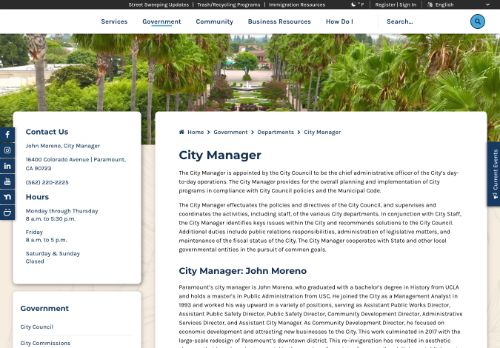 Street Sweeping Updates | Trash/Recycling Programs | Immigration Resources
° F | Register | Sign In | English
Services Government Community Business Resources How Do I Search...
Contact Us
John Moreno, City Manager
16400 Colorado Avenue | Paramount,
CA 90723
(562) 220-2225
Hours
Monday through Thursday
8 a.m. to 5:30 p.m.
Friday
8 a.m. to 5 p.m.
Saturday & Sunday
Closed
Government
City Council
City Commissions
Home > Government > Departments > City Manager
City Manager
The City Manager is appointed by the City Council to be the chief administrative officer of the City's day-
to-day operations. The City Manager provides for the overall planning and implementation of City
programs in compliance with City Council policies and the Municipal Code.
The City Manager effectuates the policies and directives of the City Council, and supervises and
coordinates the activities, including staff, of the various City departments. In conjunction with City Staff,
the City Manager identifies key issues within the City and recommends solutions to the City Council.
Additional duties include public relations responsibilities, administration of legislative matters, and
maintenance of the fiscal status of the City. The City Manager cooperates with State and other local
governmental entities in the pursuit of common goals.
City Manager: John Moreno
Paramount's city manager is John Moreno, who graduated with a bachelor's degree in History from UCLA
and holds a master's in Public Administration from USC. He joined the City as a Management Analyst in
1993 and worked his way upward in a variety of positions, serving as Assistant Public Works Director,
Assistant Public Safety Director, Public Safety Director, Community Development Director, Administrative
Services Director, and Assistant City Manager. As Community Development Director, he focused on
economic development and attracting new businesses to the City. This work culminated in 2017 with the
large-scale redesign of Paramount's downtown district. This re-invigoration has resulted in aesthetic
Current Events